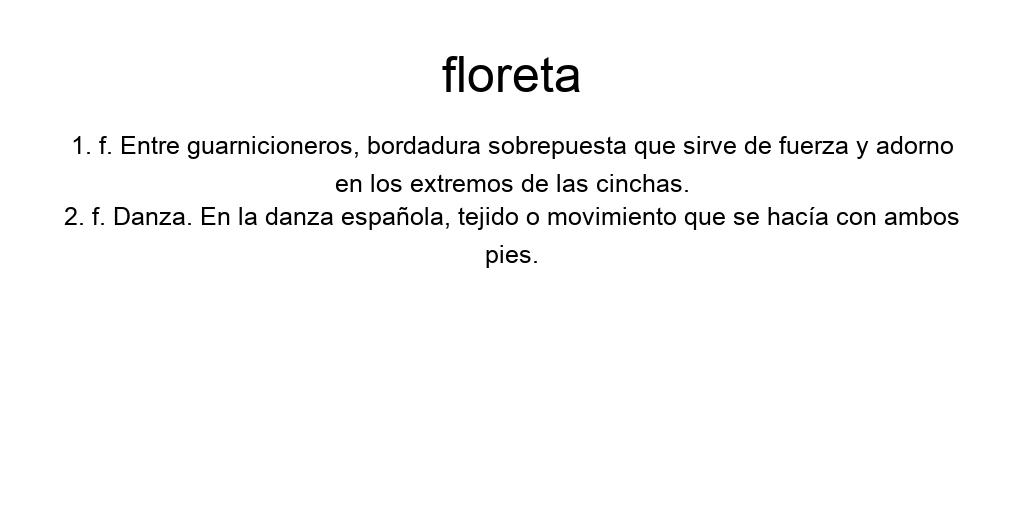 floreta
1. f. Entre guarnicioneros, bordadura sobrepuesta que sirve de fuerza y adorno
en los extremos de las cinchas.
2. f. Danza. En la danza española, tejido o movimiento que se hacía con ambos
pies.